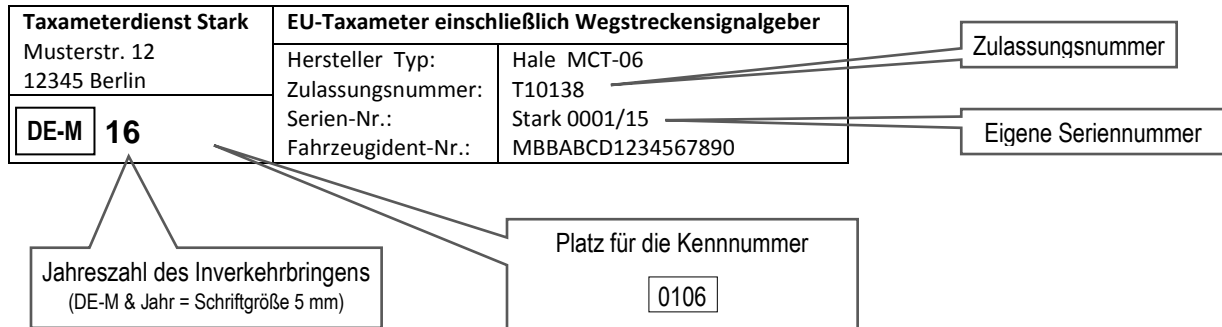 Taxameterdienst Stark
Musterstr. 12
12345 Berlin
DE-M 16
EU-Taxameter einschließlich Wegstreckensignalgeber
Hersteller Typ: Hale MCT-06
Zulassungsnummer: T10138
Serien-Nr.: Stark 0001/15
Fahrzeugident-Nr.: MBBABCD1234567890
Zulassungsnummer
Eigene Seriennummer
Jahreszahl des Inverkehrbringens
(DE-M & Jahr = Schriftgröße 5 mm)
Platz für die Kennnummer
0106